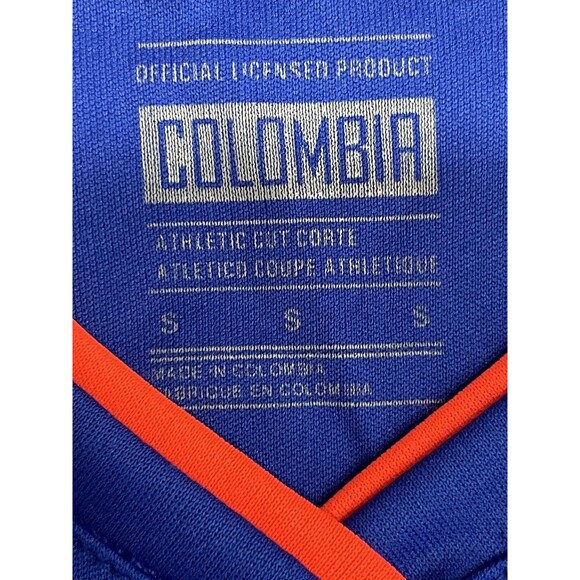 OFFICIAL LICENSED PRODUCT
COLOMBIA
ATHLETIC CUT CORTE
ATLETICO COUPE ATHLETIQUE
S S S
MADE IN COLOMBIA
FABRIQUE EN COLOMBIA